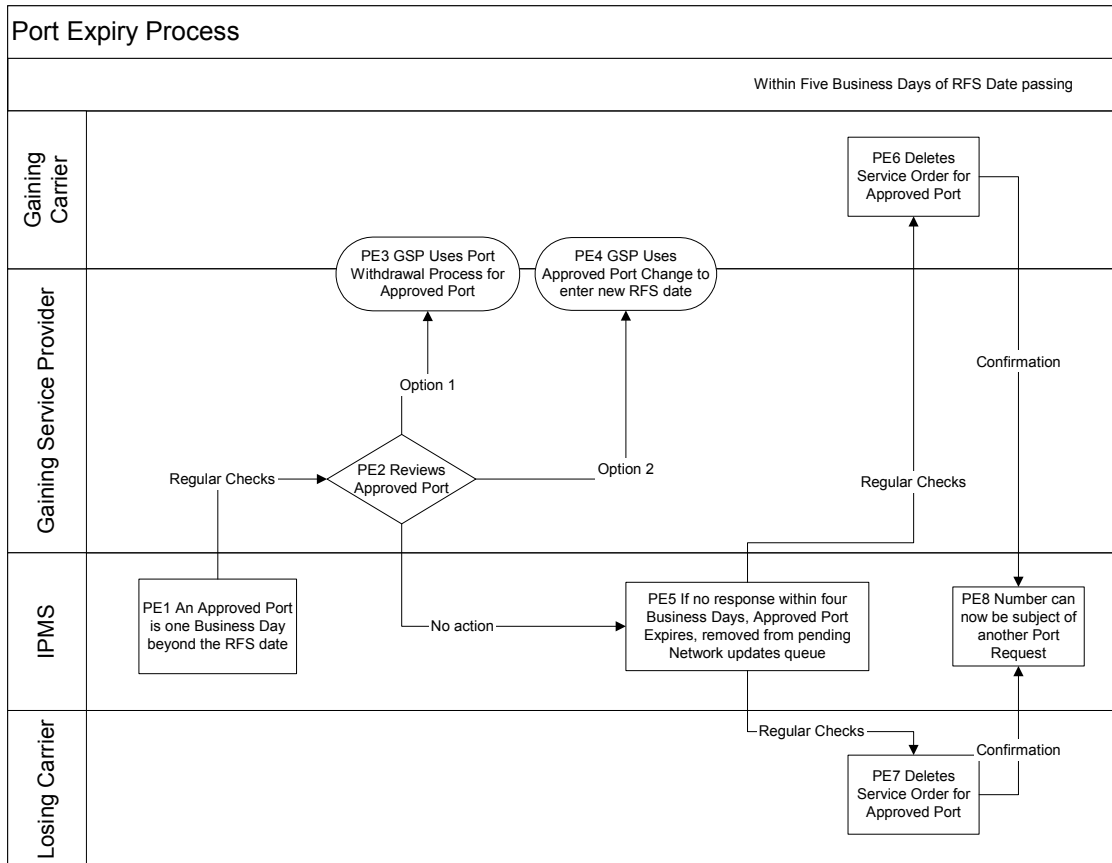 Port Expiry Process
Within Five Business Days of RFS Date passing
Gaining
Carrier
PE6 Deletes
Service Order for
Approved Port
PE3 GSP Uses Port
Withdrawal Process for
Approved Port
PE4 GSP Uses
Approved Port Change to
enter new RFS date
Gaining Service Provider
Confirmation
Option 1
Option 2
PE2 Reviews
Approved Port
Regular Checks
Regular Checks
IPMS
PE1 An Approved Port
is one Business Day
beyond the RFS date
No action
PE5 If no response within four
Business Days, Approved Port
Expires, removed from pending
Network updates queue
PE8 Number can
now be subject of
another Port
Request
Losing Carrier
Regular Checks
Confirmation
PE7 Deletes
Service Order for
Approved Port